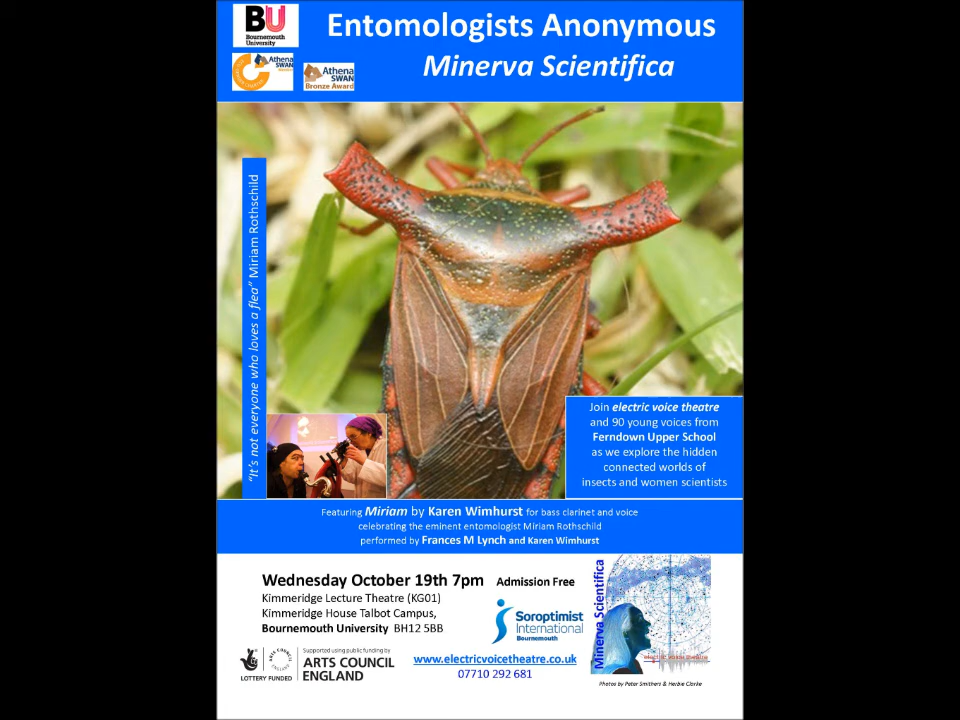 BU
Bournemouth
University
Athena
SWAN
Athena
SWAN
Bronze Award
Entomologists Anonymous
Minerva Scientifica
"It's not everyone who loves a flea" Miriam Rothschild
Join electric voice theatre
and 90 young voices from
Ferndown Upper School
as we explore the hidden
connected worlds of
insects and women scientists
Featuring Miriam by Karen Wimhurst for bass clarinet and voice
celebrating the eminent entomologist Miriam Rothschild
performed by Frances M Lynch and Karen Wimhurst
Wednesday October 19th 7pm Admission Free
Kimmeridge Lecture Theatre (KG01)
Kimmeridge House Talbot Campus,
Bournemouth University BH12 5BB
Soroptimist
International
Bournemouth
Minerva Scientifica
electric voice theatre
LOTTERY FUNDED
Supported using public funding by
ARTS COUNCIL
ENGLAND
www.electricvoicetheatre.co.uk
07710 292 681
Photos by Peter Smithers & Herbie Clarke